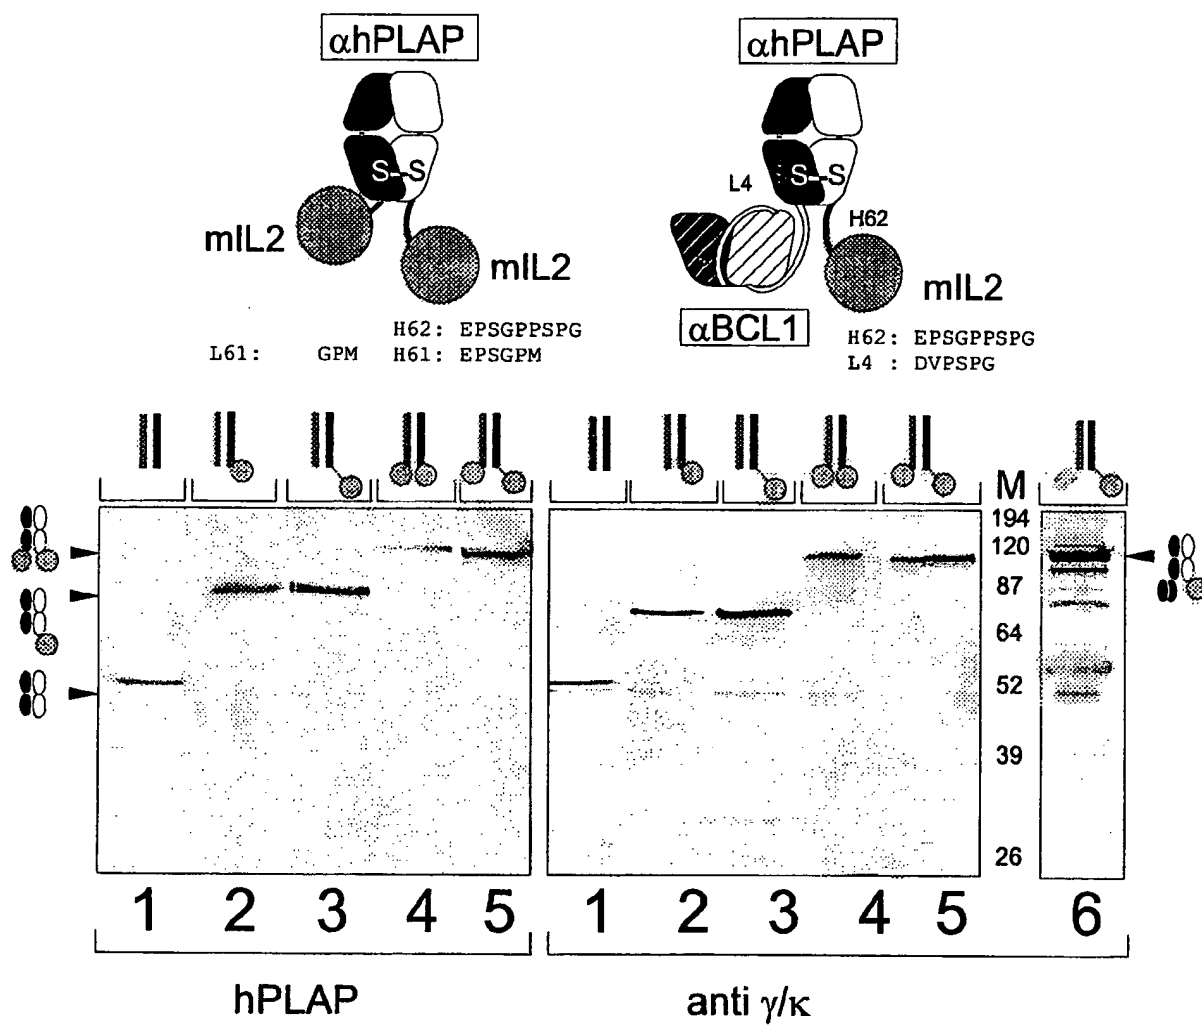 αhPLAP
αhPLAP
S-S
S-S
L4
H62
mIL2
mIL2
mIL2
αBCL1
H62: EPSGPPSPG
L61: GPM H61: EPSGPM
H62: EPSGPPSPG
L4 : DVPSPG
M
194
120
87
64
52
39
26
1 2 3 4 5
1 2 3 4 5 6
hPLAP
anti γ/κ